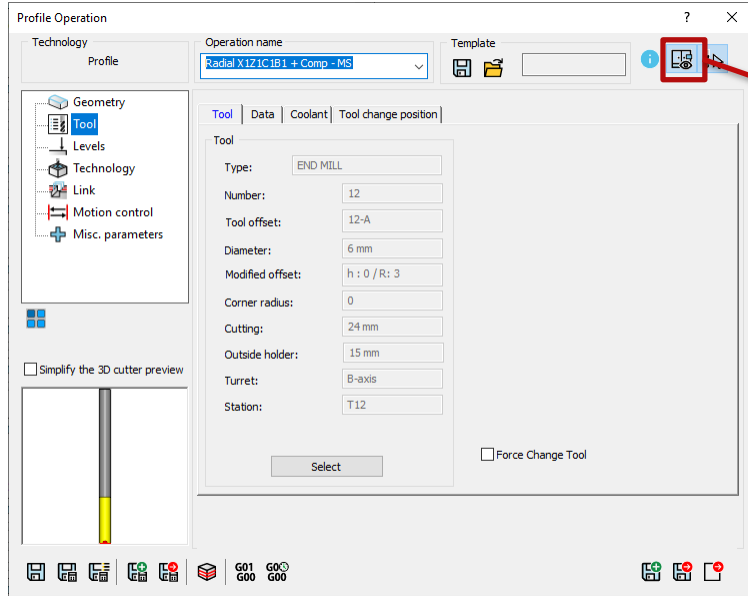 Profile Operation
?
Technology
Profile
Operation name
Radial X1Z1C1B1 + Comp - MS
Template
i
Geometry
Tool
Levels
Technology
Link
Motion control
Misc. parameters
Simplify the 3D cutter preview
Tool
Data
Coolant
Tool change position
Tool
Type:
END MILL
Number:
12
Tool offset:
12-A
Diameter:
6 mm
Modified offset:
h : 0 / R: 3
Corner radius:
0
Cutting:
24 mm
Outside holder:
15 mm
Turret:
B-axis
Station:
T12
Select
Force Change Tool
G01
G00
G0
G00